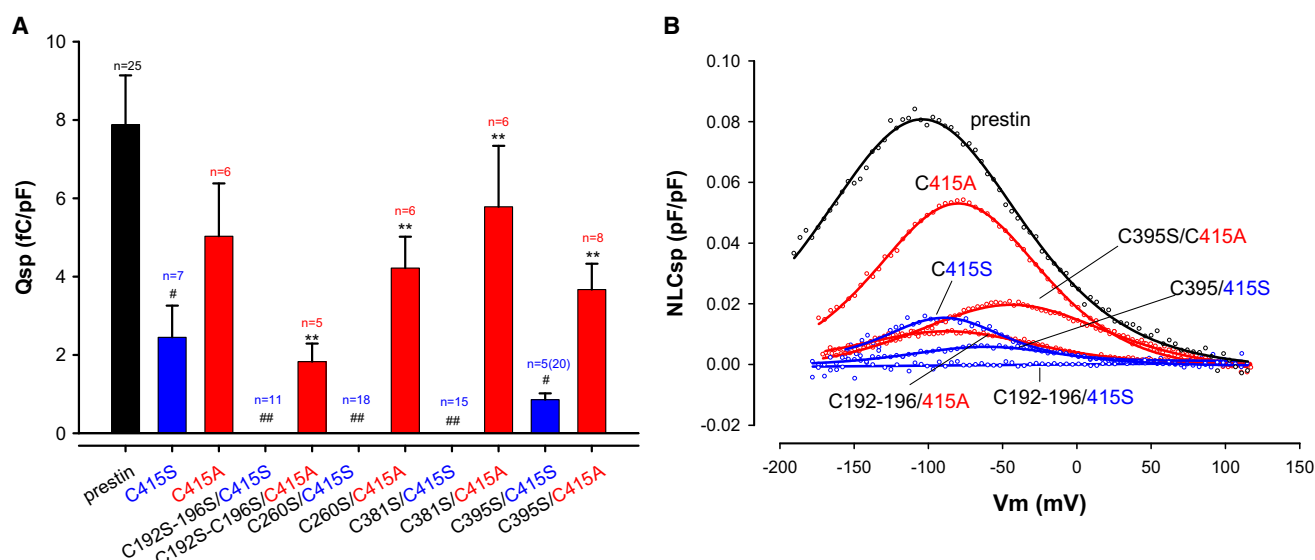 A
Qsp (fC/pF)
10
8
6
4
2
0
n=25
n=7
#
n=6
n=11
##
n=5
**
n=18
##
n=6
**
n=15
##
n=6
**
n=5(20)
#
n=8
**
prestin
C415S
C415A
C192S-196S/C415S
C192S-C196S/C415A
C260S/C415S
C260S/C415A
C381S/C415S
C381S/C415A
C395S/C415S
C395S/C415A
B
NLCsp (pF/pF)
0.10
0.08
0.06
0.04
0.02
0.00
-0.02
prestin
C415A
C395S/C415A
C415S
C395/415S
C192-196/415A
C192-196/415S
-200 -150 -100 -50 0 50 100 150
Vm (mV)